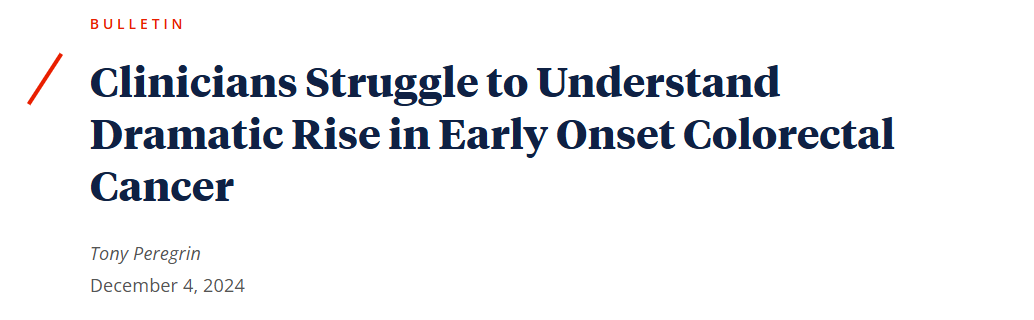 BULLETIN
Clinicians Struggle to Understand
Dramatic Rise in Early Onset Colorectal
Cancer
Tony Peregrin
December 4, 2024